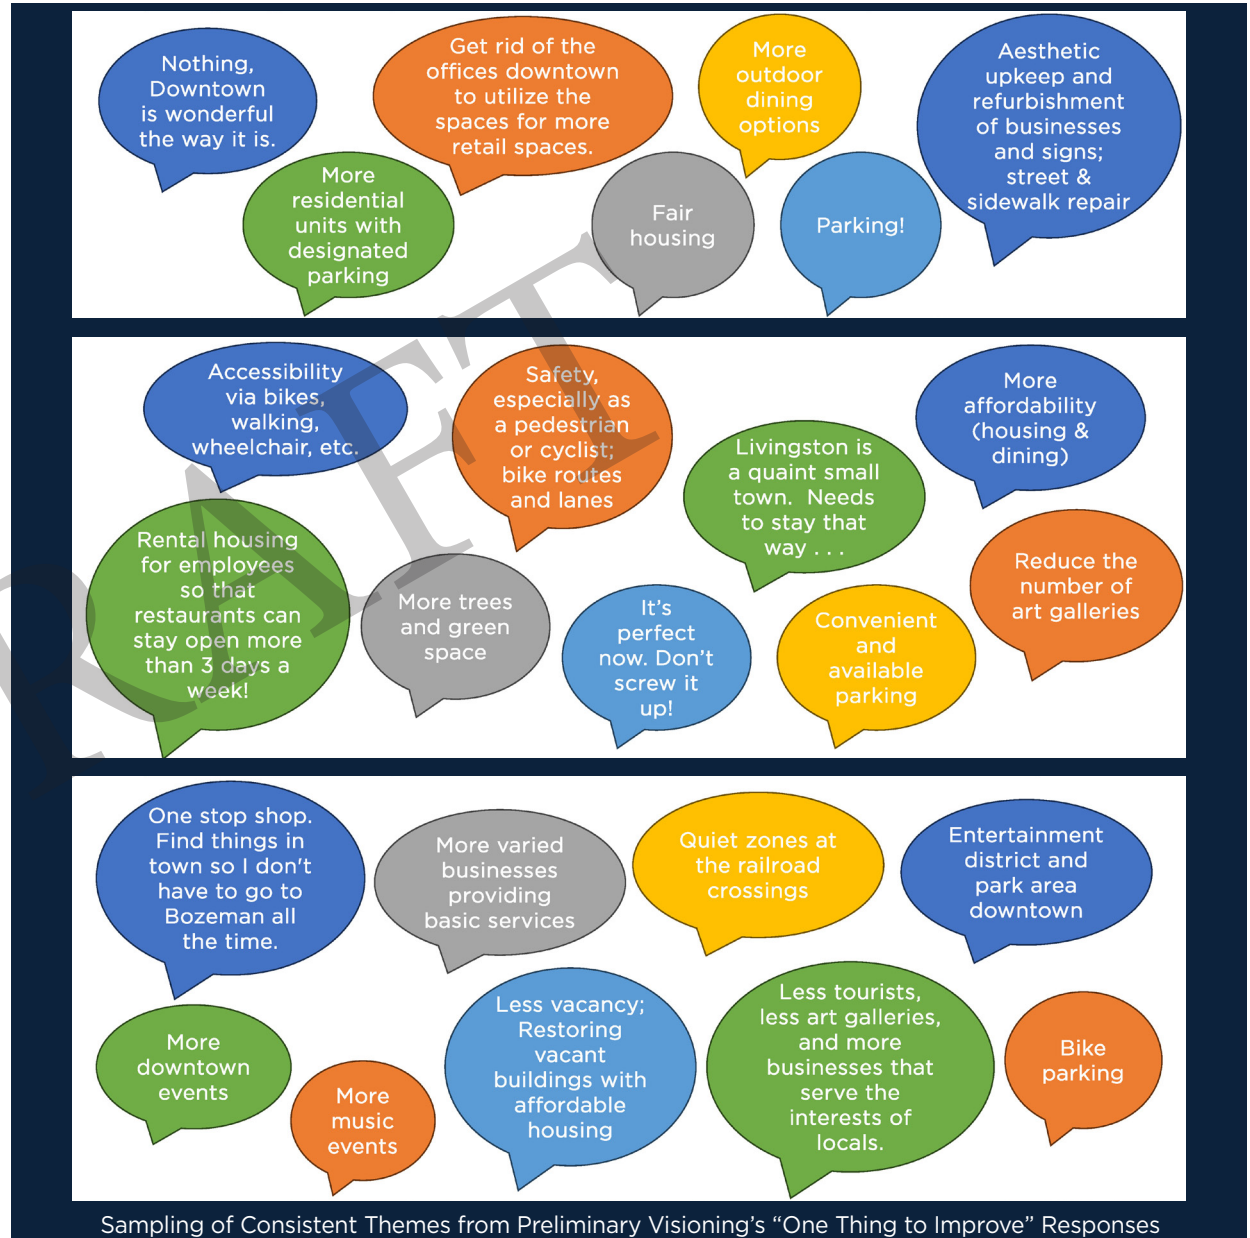 Nothing,
Downtown
is wonderful
the way it is.
Get rid of the
offices downtown
to utilize the
spaces for more
retail spaces.
More
outdoor
dining
options
Aesthetic
upkeep and
refurbishment
of businesses
and signs;
street &
sidewalk repair
More
residential
units with
designated
parking
Fair
housing
Parking!
Accessibility
via bikes,
walking,
wheelchair, etc.
Safety,
especially as
a pedestrian
or cyclist;
bike routes
and lanes
Livingston is
a quaint small
town. Needs
to stay that
way . . .
More
affordability
(housing &
dining)
Rental housing
for employees
so that
restaurants can
stay open more
than 3 days a
week!
More trees
and green
space
It's
perfect
now. Don't
screw it
up!
Convenient
and
available
parking
Reduce the
number of
art galleries
RAFT
One stop shop.
Find things in
town so I don't
have to go to
Bozeman all
the time.
More varied
businesses
providing
basic services
Quiet zones at
the railroad
crossings
Entertainment
district and
park area
downtown
More
downtown
events
More
music
events
Less vacancy;
Restoring
vacant
buildings with
affordable
housing
Less tourists,
less art galleries,
and more
businesses that
serve the
interests of
locals.
Bike
parking
Sampling of Consistent Themes from Preliminary Visioning's “One Thing to Improve” Responses